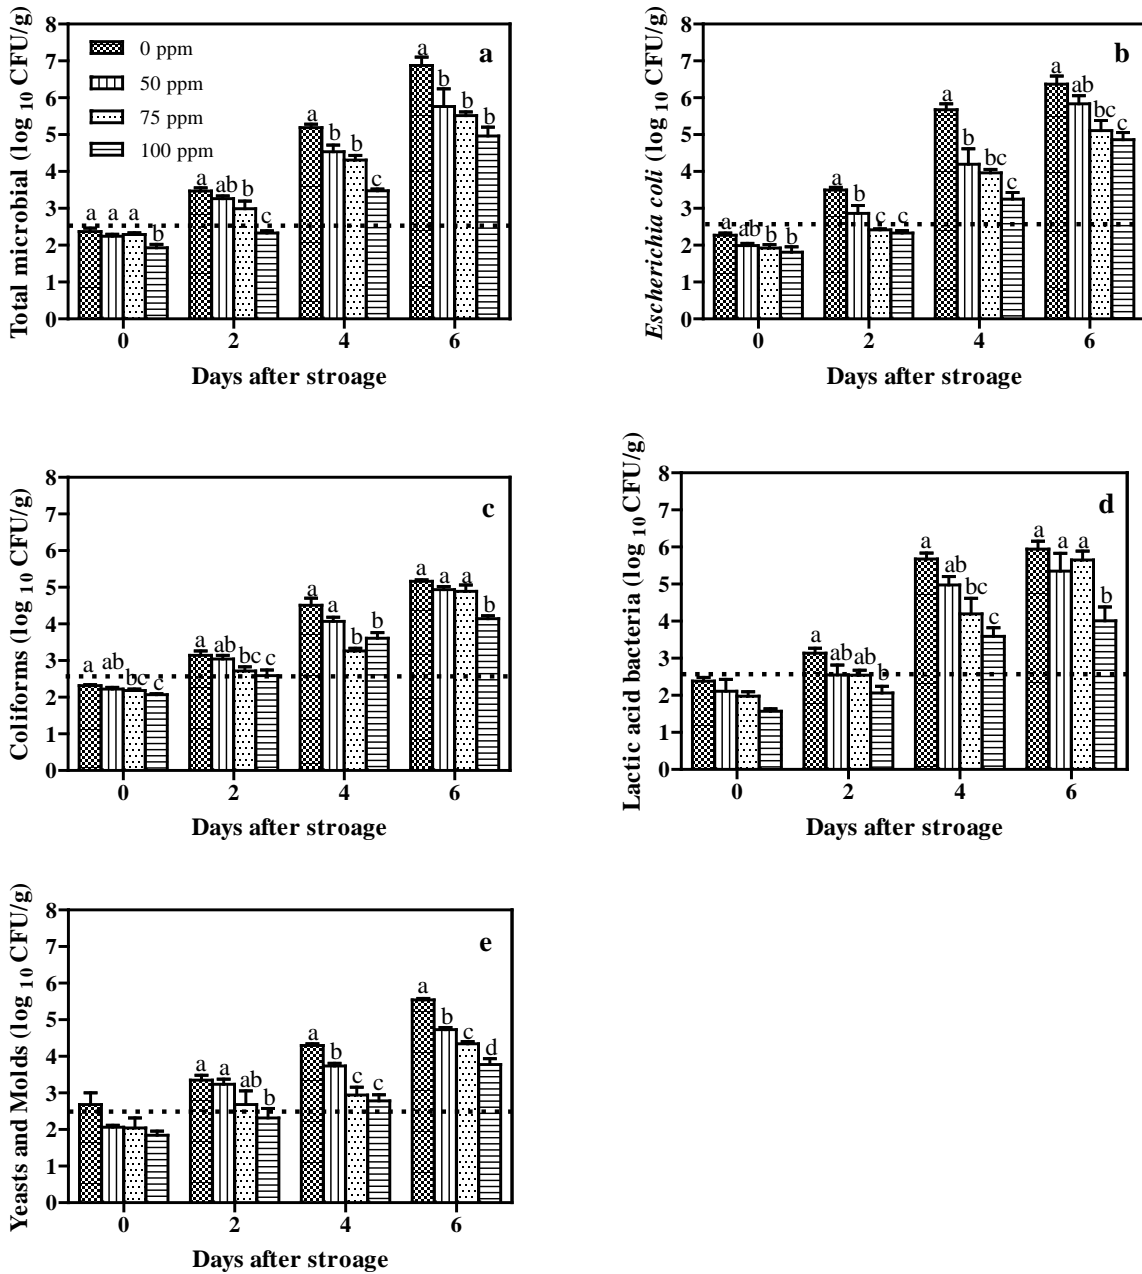 Total microbial (log 10 CFU/g)
8
7
6
5
4
3
2
1
0
0 ppm
50 ppm
75 ppm
100 ppm
a
a a a b
a ab b c
a b b c
a b b b
0 2 4 6
Days after stroage
Escherichia coli (log 10 CFU/g)
8
7
6
5
4
3
2
1
0
b
a ab b b
a b c c
a b bc c
a ab bc c
0 2 4 6
Days after stroage
Coliforms (log 10 CFU/g)
8
7
6
5
4
3
2
1
0
c
a ab bc c
a ab bc c
a a b b
a a a b
0 2 4 6
Days after stroage
Lactic acid bacteria (log 10 CFU/g)
8
7
6
5
4
3
2
1
0
d
a ab ab b
a ab bc c
a a a b
0 2 4 6
Days after stroage
Yeasts and Molds (log 10 CFU/g)
8
7
6
5
4
3
2
1
0
e
a a ab b
a b c c
a b c d
0 2 4 6
Days after stroage